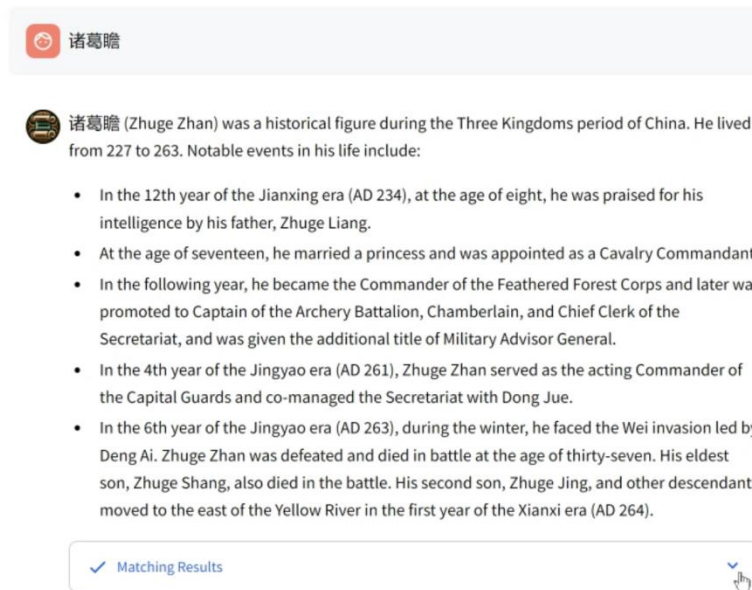 诸葛瞻
诸葛瞻 (Zhuge Zhan) was a historical figure during the Three Kingdoms period of China. He lived
from 227 to 263. Notable events in his life include:
• In the 12th year of the Jianxing era (AD 234), at the age of eight, he was praised for his
intelligence by his father, Zhuge Liang.
• At the age of seventeen, he married a princess and was appointed as a Cavalry Commandant
• In the following year, he became the Commander of the Feathered Forest Corps and later wa
promoted to Captain of the Archery Battalion, Chamberlain, and Chief Clerk of the
Secretariat, and was given the additional title of Military Advisor General.
• In the 4th year of the Jingyao era (AD 261), Zhuge Zhan served as the acting Commander of
the Capital Guards and co-managed the Secretariat with Dong Jue.
• In the 6th year of the Jingyao era (AD 263), during the winter, he faced the Wei invasion led by
Deng Ai. Zhuge Zhan was defeated and died in battle at the age of thirty-seven. His eldest
son, Zhuge Shang, also died in the battle. His second son, Zhuge Jing, and other descendant
moved to the east of the Yellow River in the first year of the Xianxi era (AD 264).
Matching Results